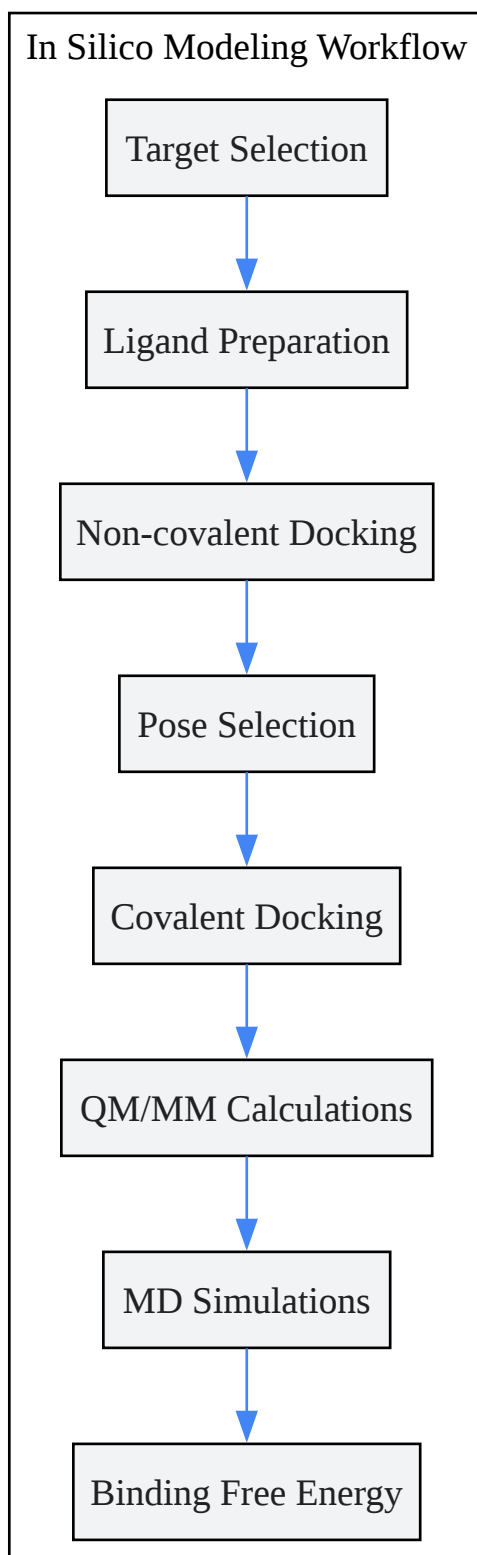 In Silico Modeling Workflow
Target Selection
Ligand Preparation
Non-covalent Docking
Pose Selection
Covalent Docking
QM/MM Calculations
MD Simulations
Binding Free Energy